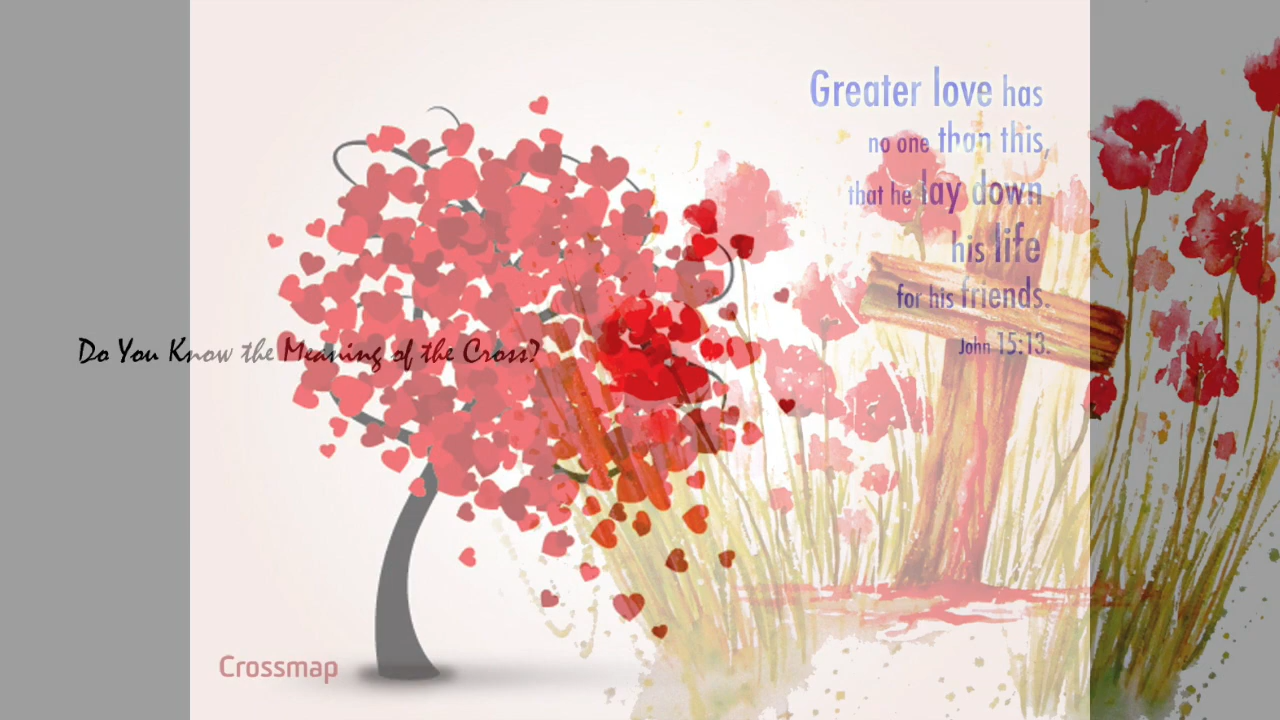 Greater love has
no one than this,
that he lay down
his life
for his friends.
John 15:13.
Do You Know the Meaning of the Cross?
Crossmap